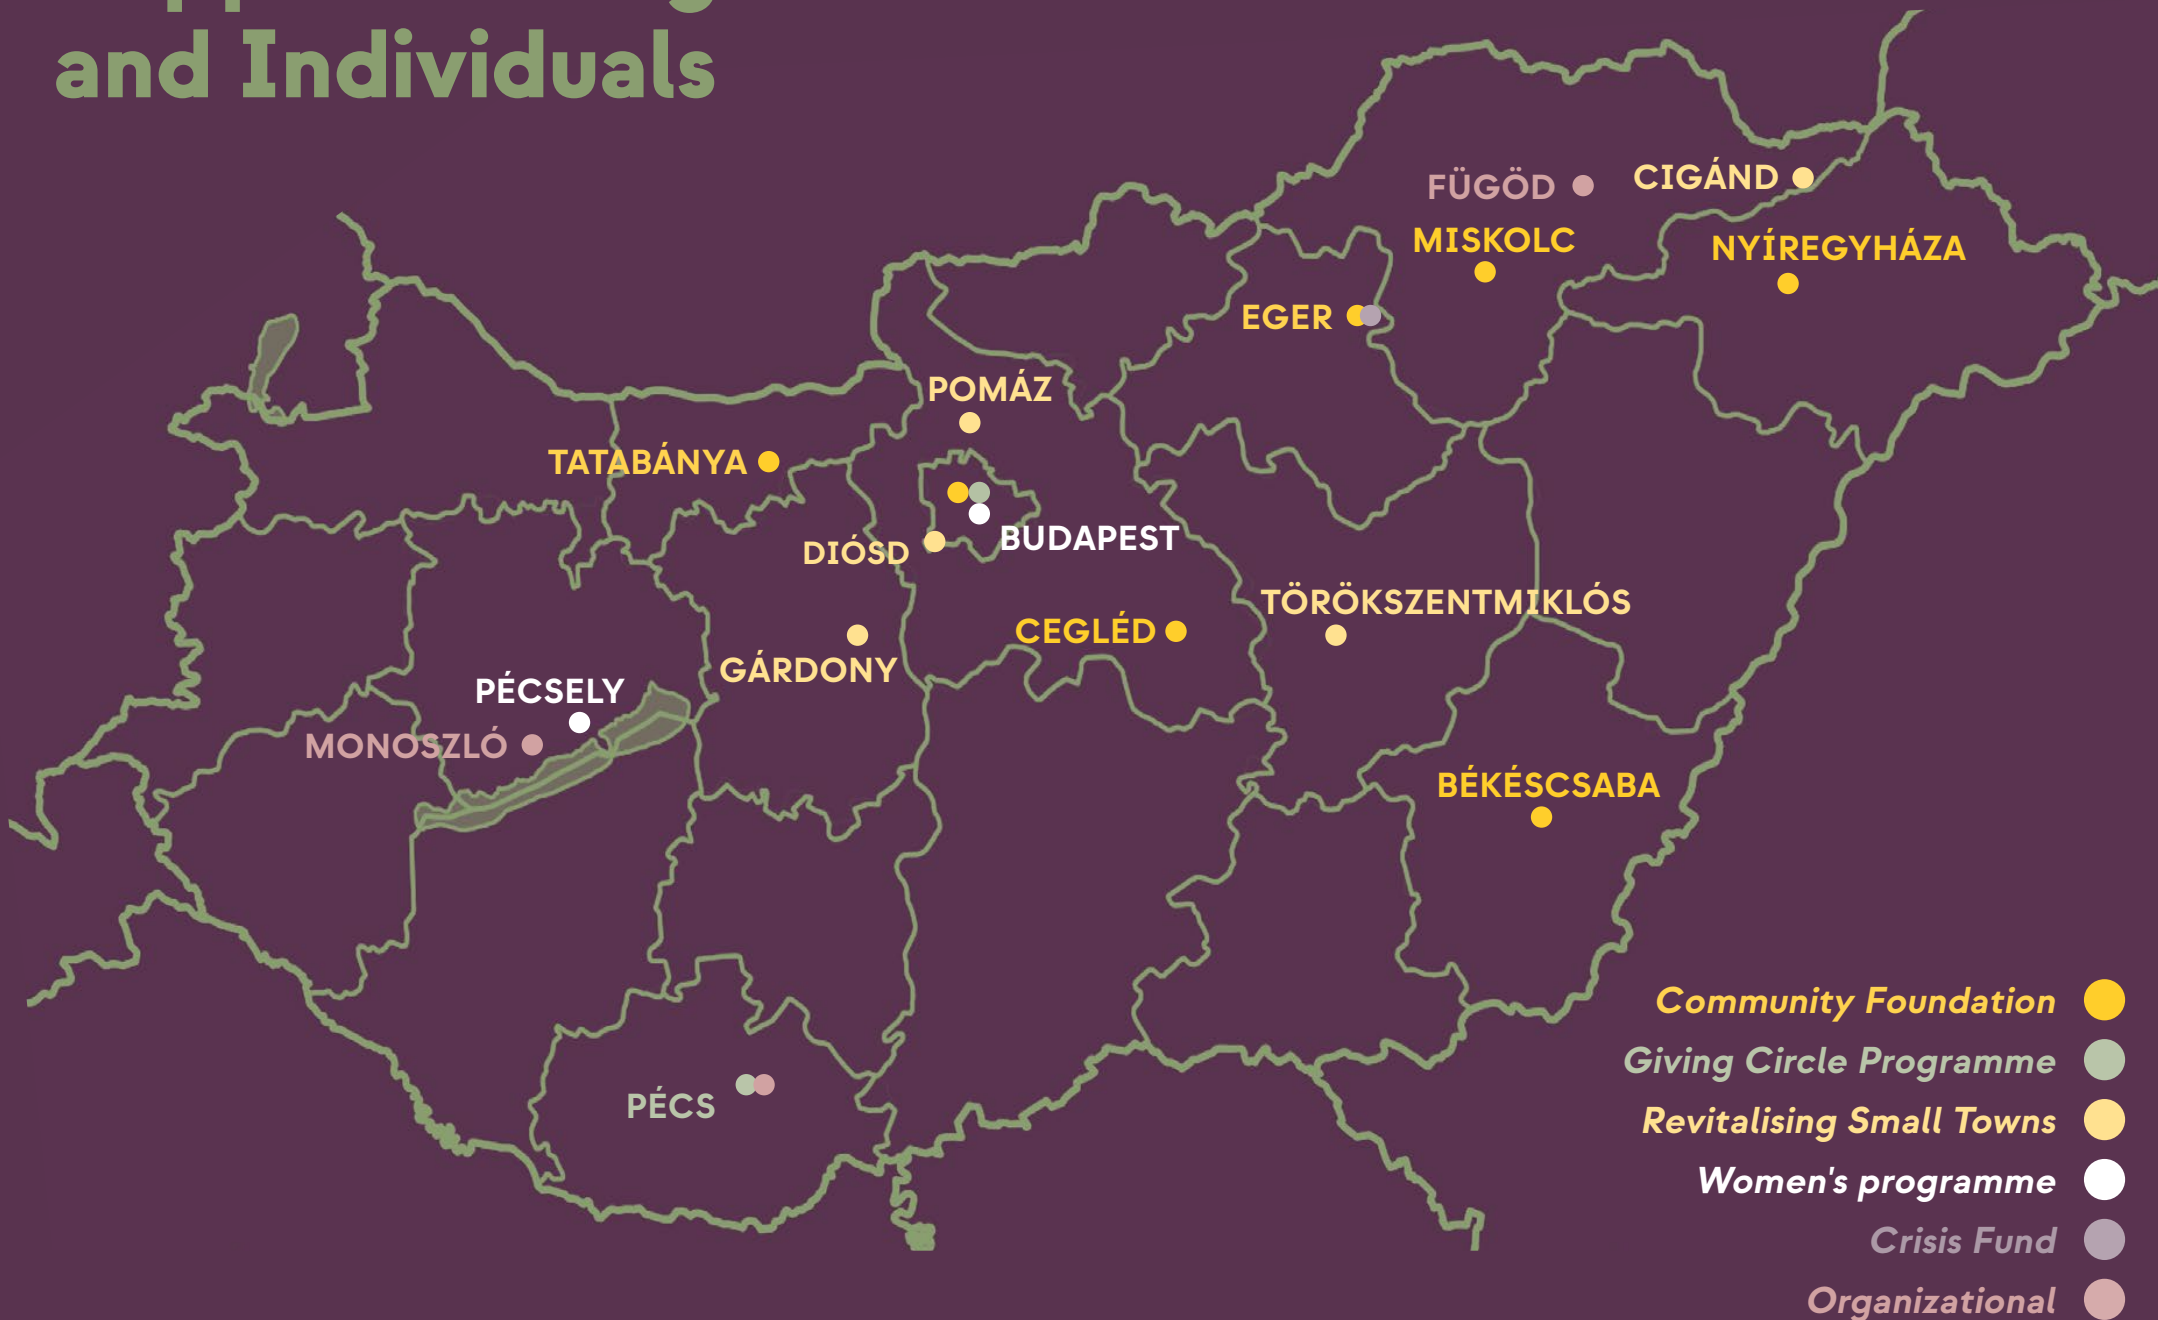 and Individuals
FÜGÖD
CIGÁND
MISKOLC
NYÍREGYHÁZA
EGER
POMÁZ
TATABÁNYA
BUDAPEST
DIÓSD
TÖRÖKSZENTMIKLÓS
CEGLÉD
GÁRDONY
PÉCSELY
MONOSZLÓ
BÉKÉSCSABA
PÉCS
Community Foundation
Giving Circle Programme
Revitalising Small Towns
Women's programme
Crisis Fund
Organizational